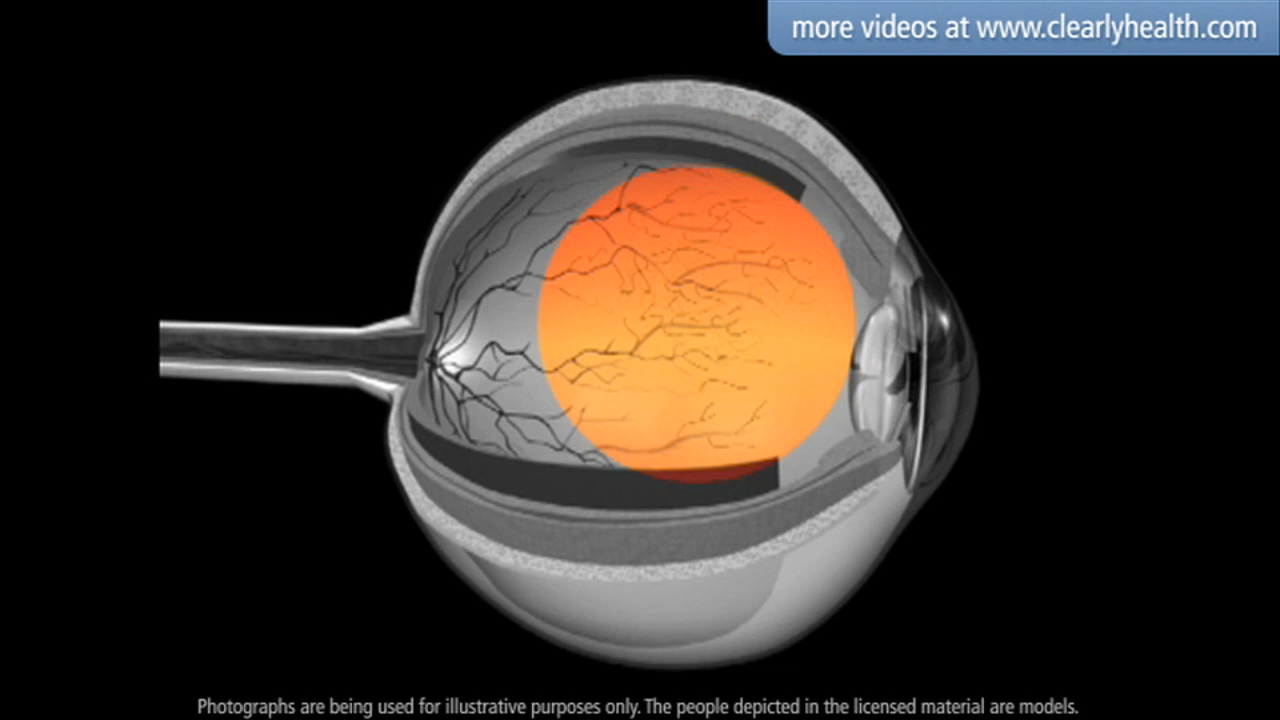 more videos at www.clearlyhealth.com
Photographs are being used for illustrative purposes only. The people depicted in the licensed material are models.